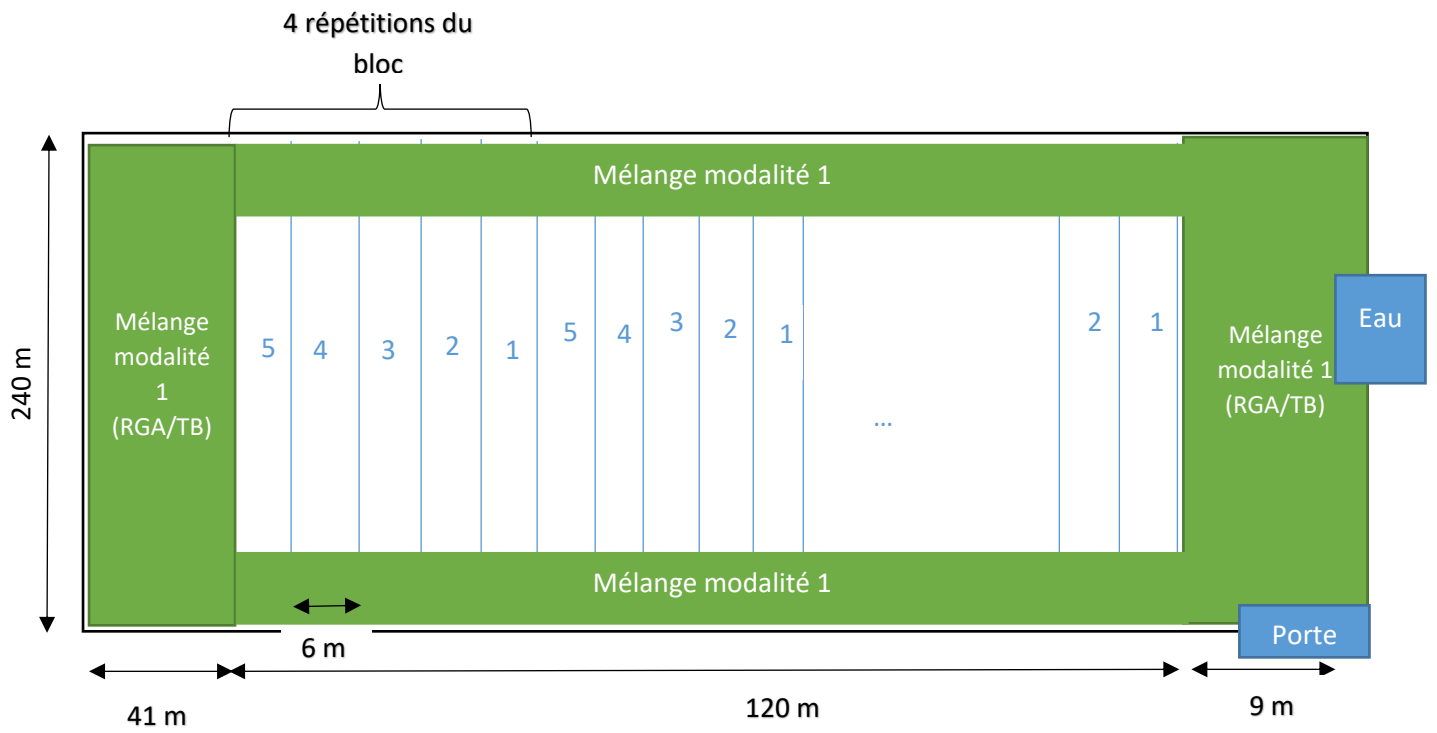 4 répétitions du
bloc
Mélange modalité 1
Mélange
modalité
1
(RGA/TB)
5 4 3 2 1 5 4 3 2 1 ... 2 1
Mélange
modalité 1
(RGA/TB)
Eau
240 m
Mélange modalité 1
6 m
Porte
41 m
120 m
9 m